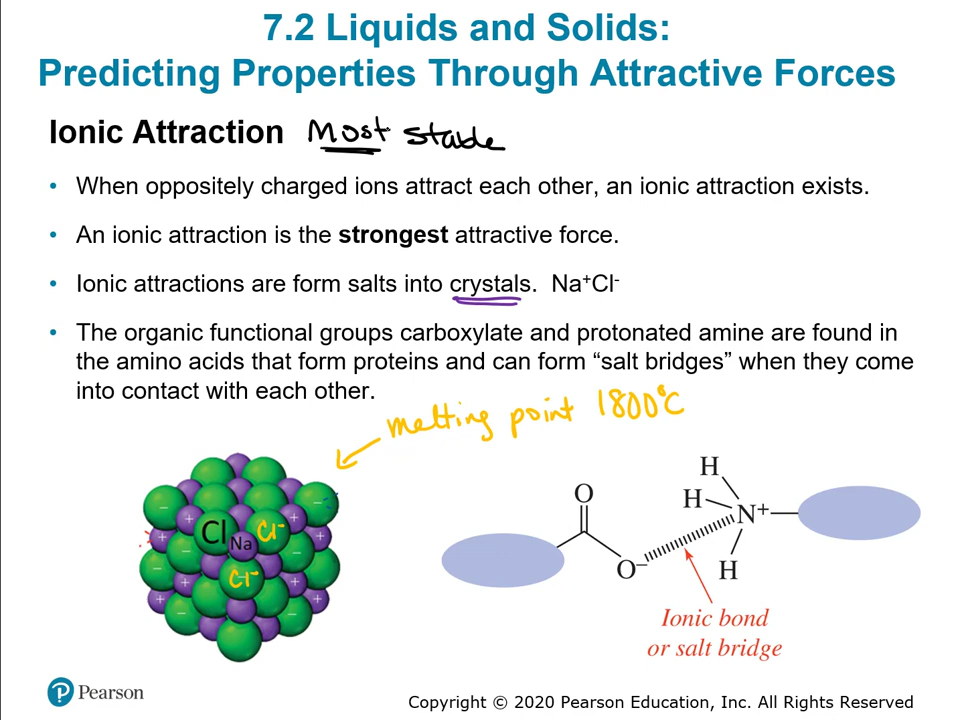 7.2 Liquids and Solids:
Predicting Properties Through Attractive Forces
Ionic Attraction Most stable
• When oppositely charged ions attract each other, an ionic attraction exists.
• An ionic attraction is the strongest attractive force.
• Ionic attractions are form salts into crystals. Na⁺Cl⁻
• The organic functional groups carboxylate and protonated amine are found in
the amino acids that form proteins and can form “salt bridges” when they come
into contact with each other.
melting point 1800°C
Cl Na Cl⁻
Cl⁻
H
O H N⁺
O⁻ H
Ionic bond
or salt bridge
P Pearson
Copyright © 2020 Pearson Education, Inc. All Rights Reserved